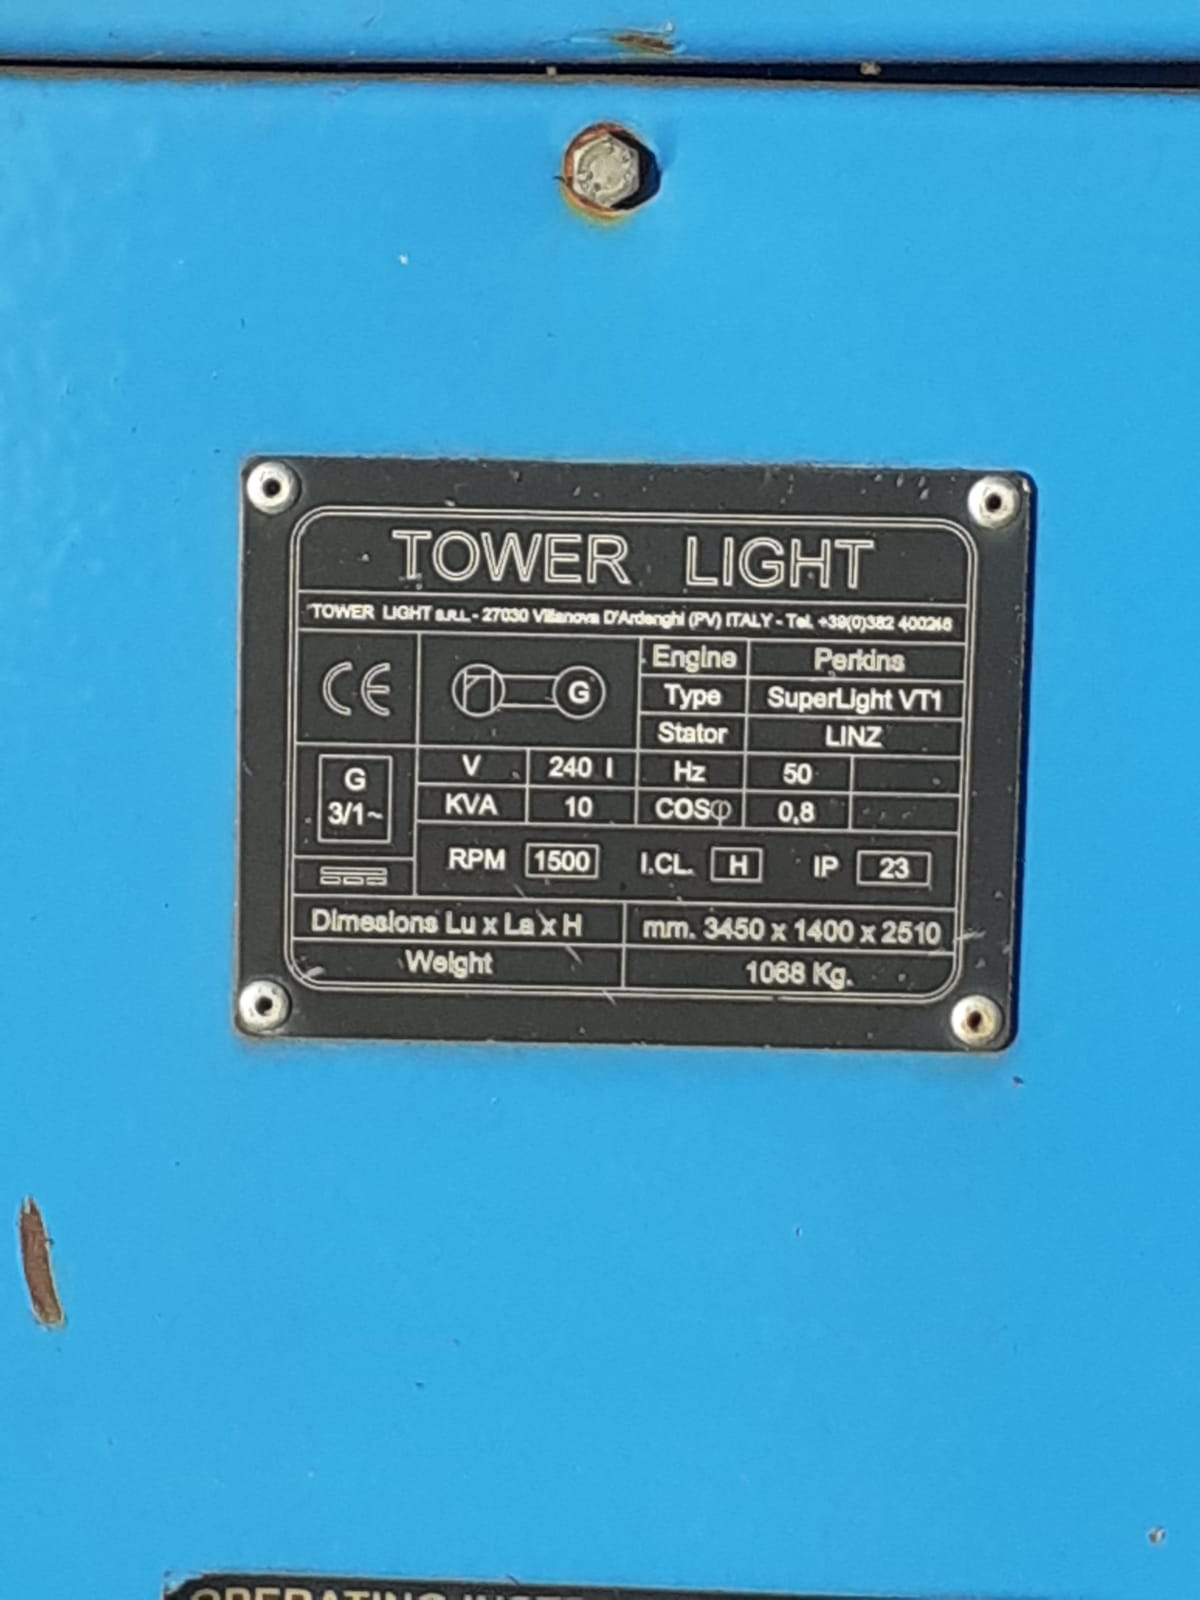 TOWER LIGHT
TOWER LIGHT S.R.L. - 27030 Villanova D'Ardenghi (PV) ITALY - Tel. +39(0)382 400246
CE G Engine Perkins
Type SuperLight VT1
Stator LINZ
G V 240 Hz 50
3/1~ KVA 10 COSφ 0,8
RPM 1500 I.CL. H IP 23
Dimesions Lu x La x H mm. 3450 x 1400 x 2510
Weight 1068 Kg.
OPERATING